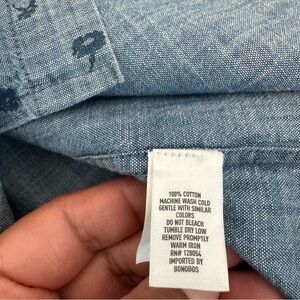 100% COTTON
MACHINE WASH COLD
GENTLE WITH SIMILAR
COLORS
DO NOT BLEACH
TUMBLE DRY LOW
REMOVE PROMPTLY
WARM IRON
RN# 128054
IMPORTED BY
BONOBOS